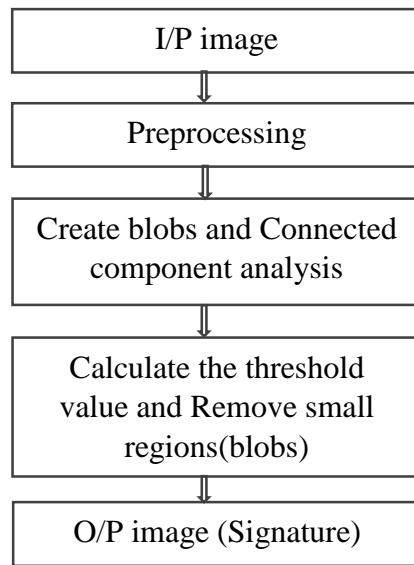 I/P image
Preprocessing
Create blobs and Connected
component analysis
Calculate the threshold
value and Remove small
regions(blobs)
O/P image (Signature)